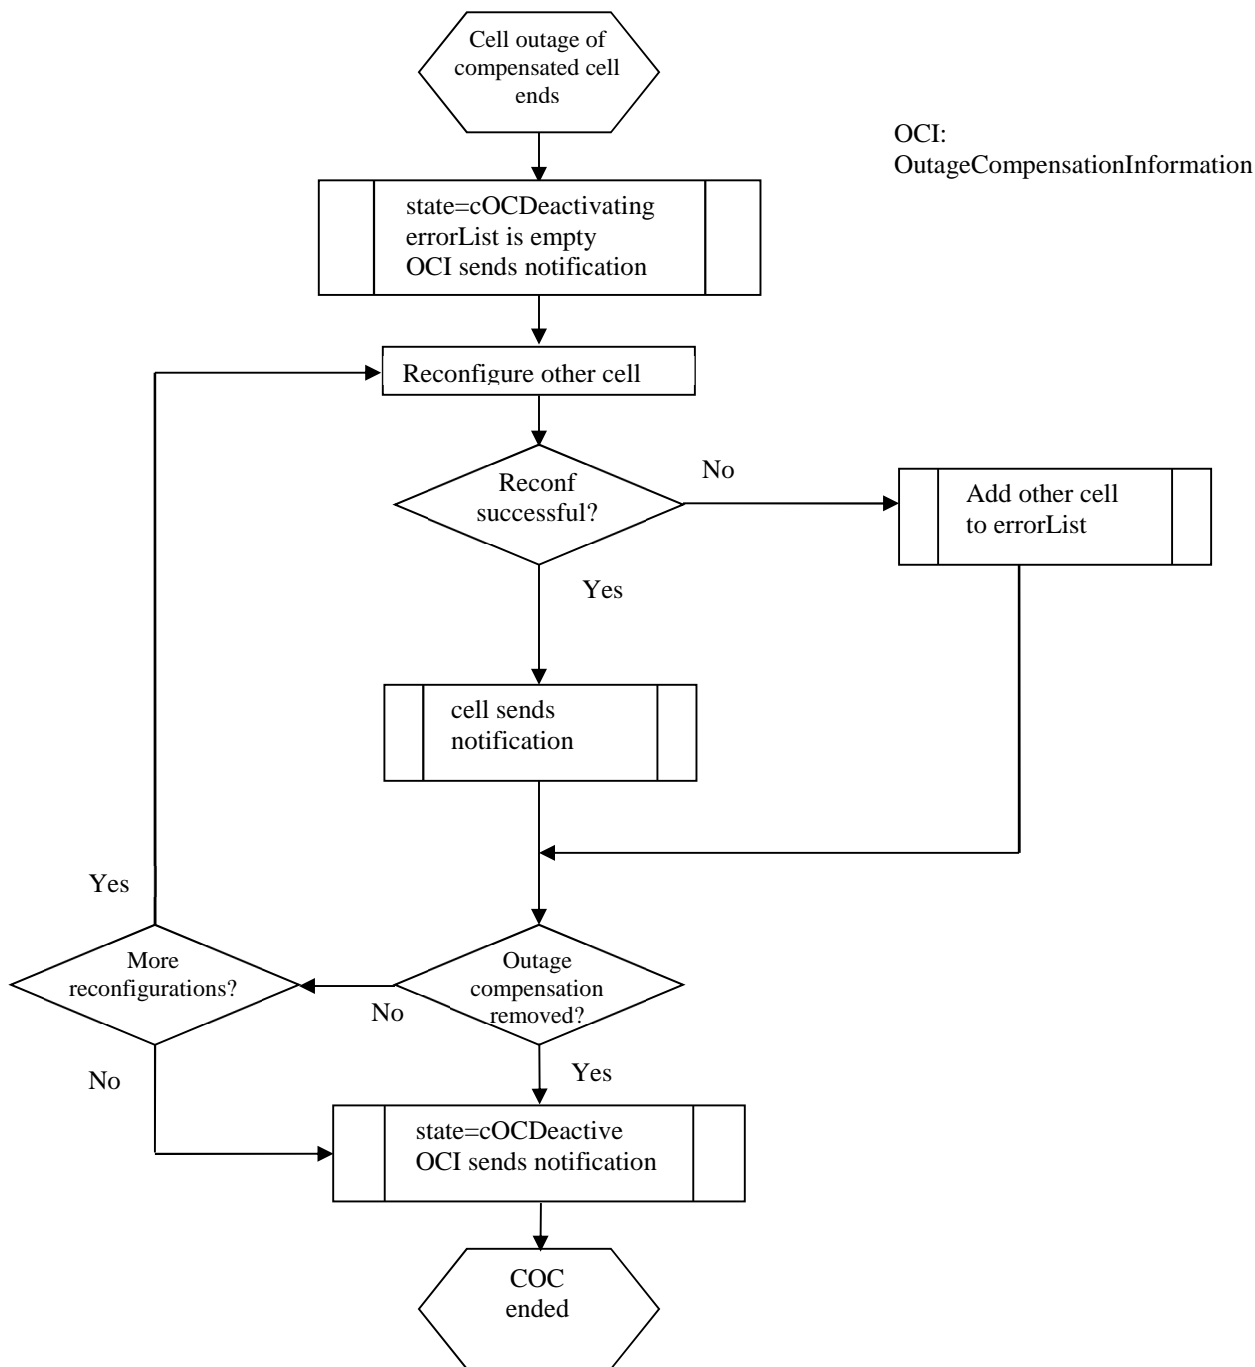 Cell outage of
compensated cell
ends
OCI:
OutageCompensationInformation
state=cOCDeactivating
errorList is empty
OCI sends notification
Reconfigure other cell
Reconf
successful?
No
Add other cell
to errorList
Yes
cell sends
notification
Yes
More
reconfigurations?
No
Outage
compensation
removed?
No
Yes
state=cOCDeactive
OCI sends notification
COC
ended